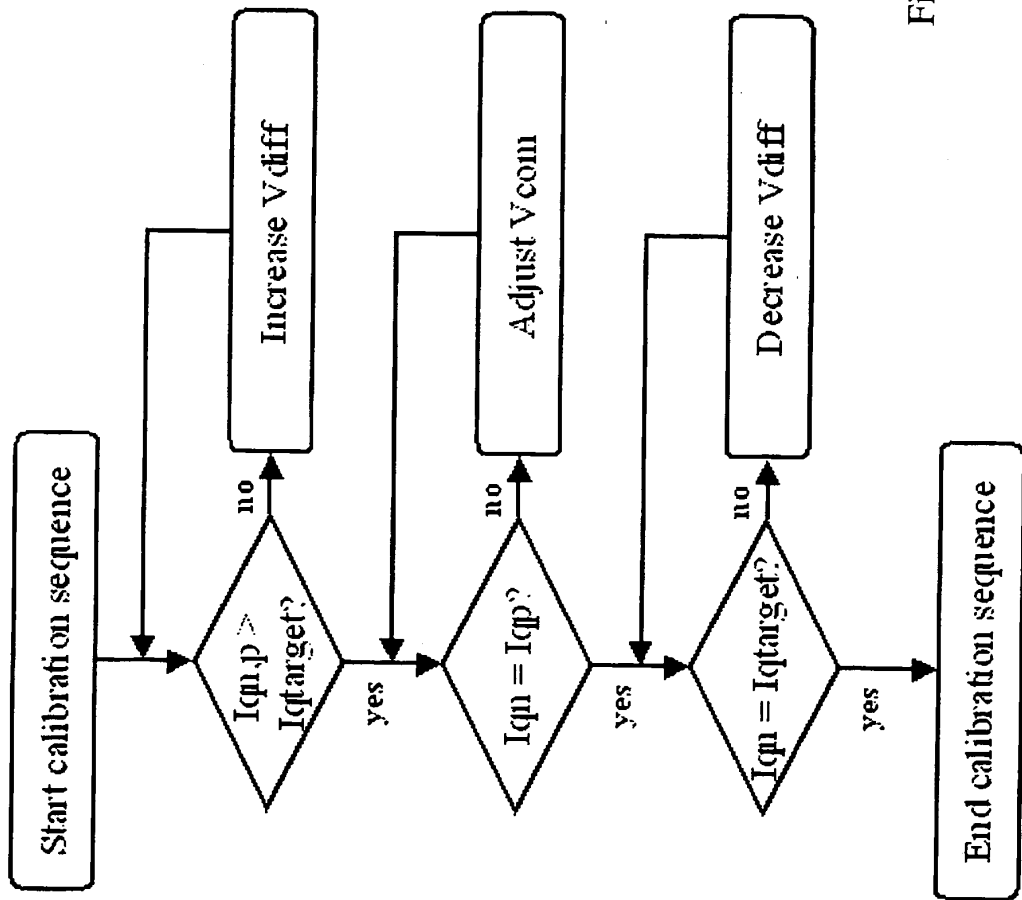 Start calibration sequence
Iqn,p >
Iqtarget?
no
Increase Vdiff
yes
Iqn = Iqp?
no
Adjust Vcom
yes
Iqn = Iqtarget?
no
Decrease Vdiff
yes
End calibration sequence
Fi